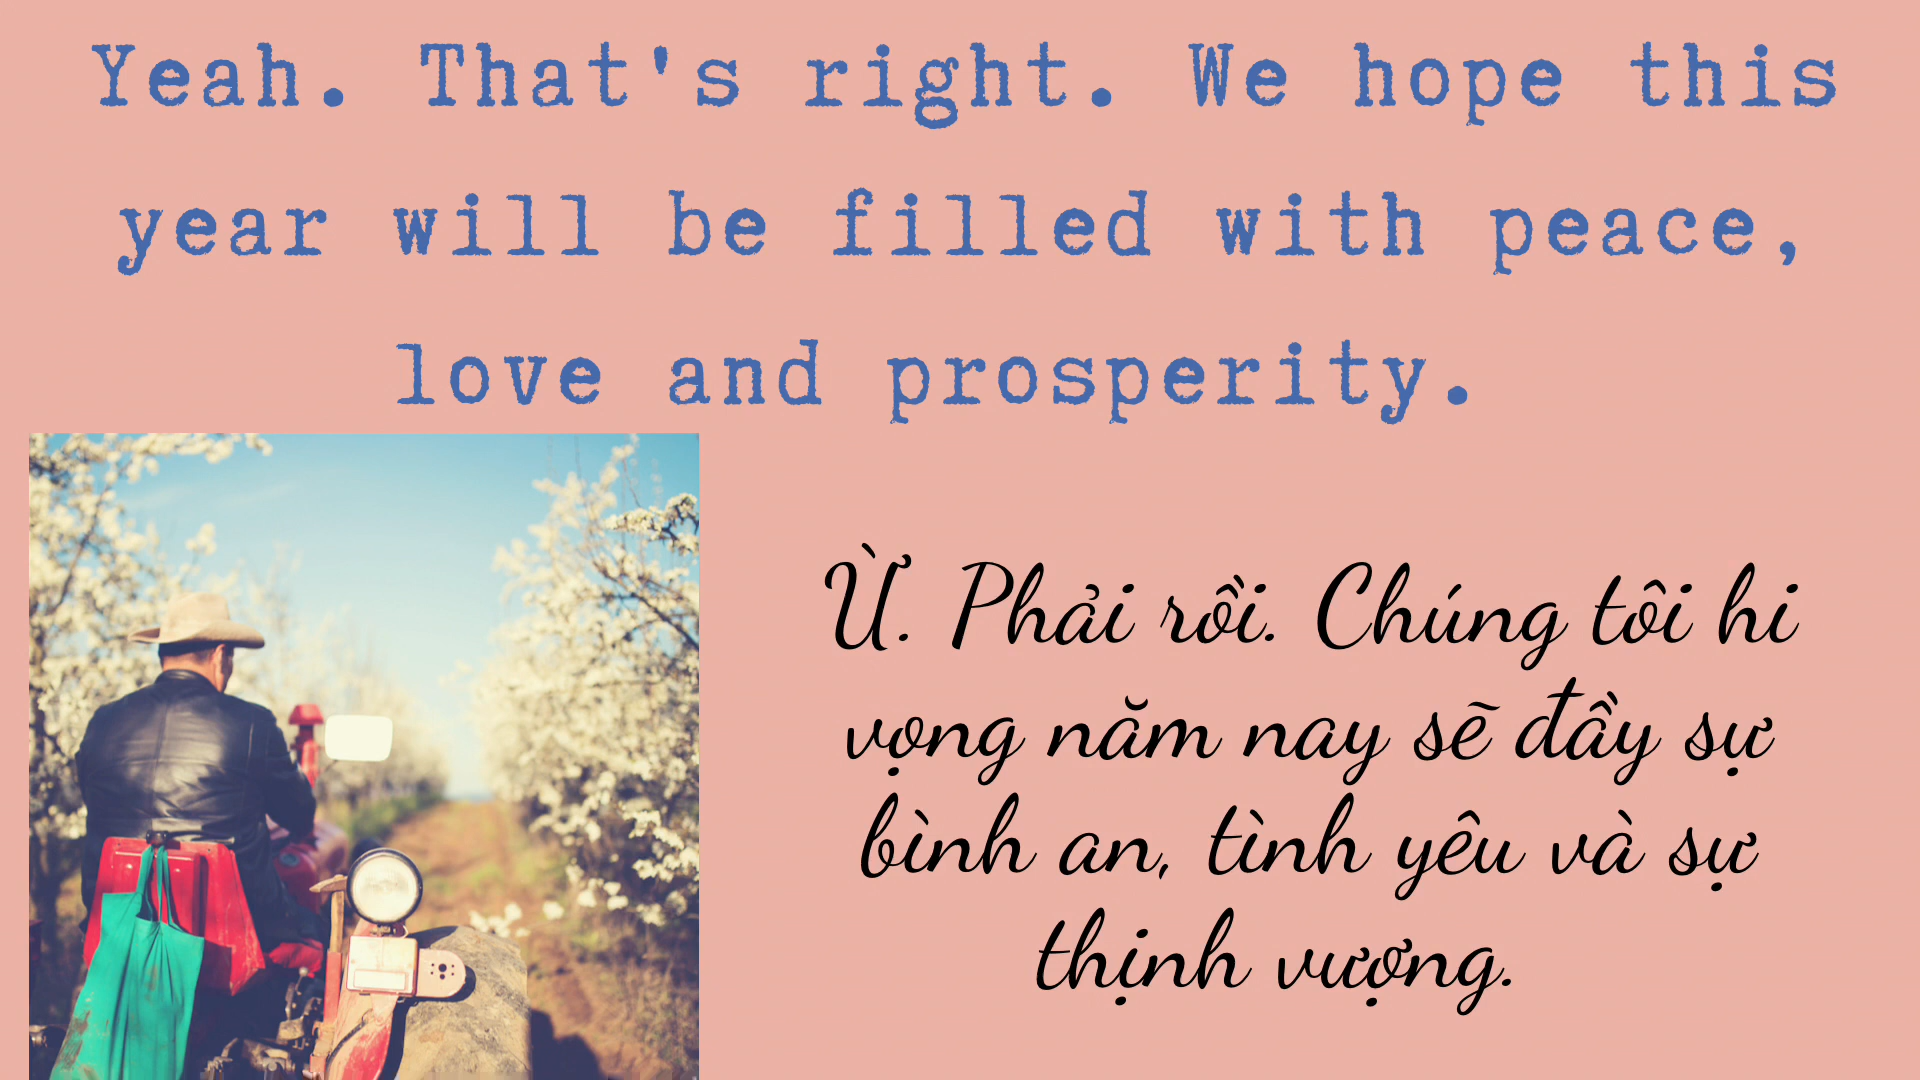 Yeah. That's right. We hope this
year will be filled with peace,
love and prosperity.
Ừ. Phải rồi. Chúng tôi hi
vọng năm nay sẽ đầy sự
bình an, tình yêu và sự
thịnh vượng.